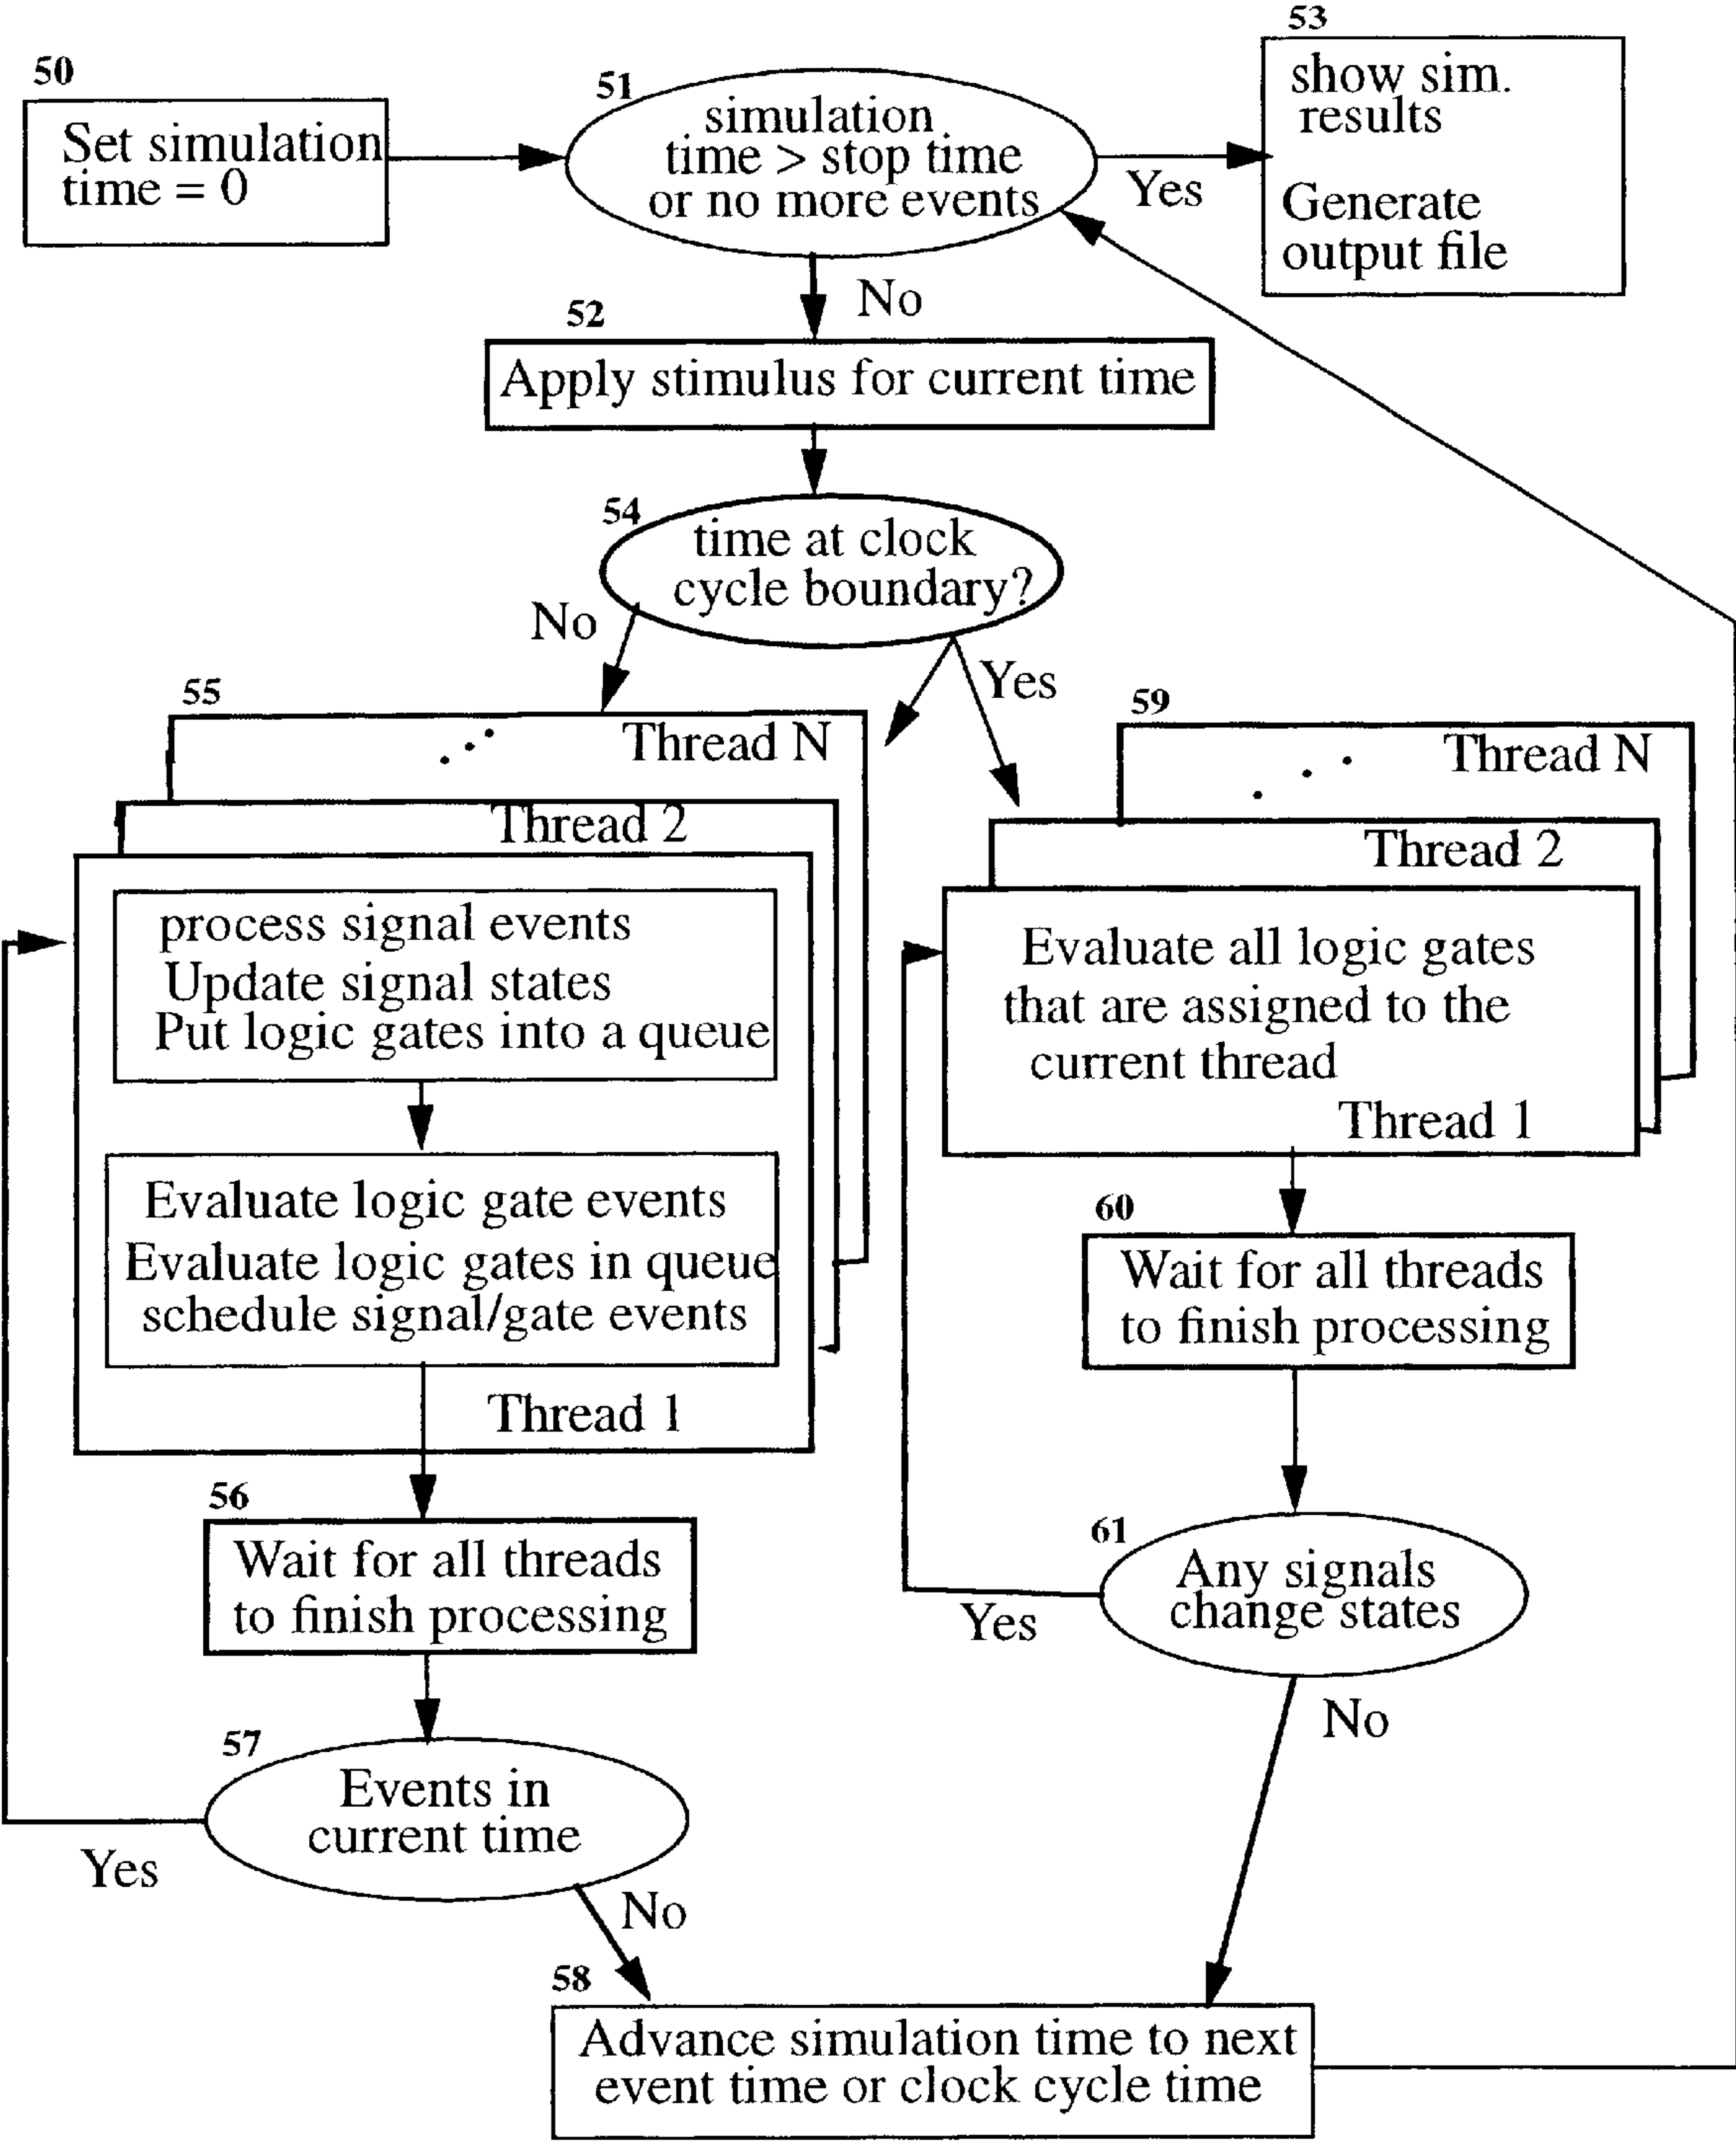 50
Set simulation
time = 0
51
simulation
time > stop time
or no more events
Yes
53
show sim.
results
Generate
output file
No
52
Apply stimulus for current time
54
time at clock
cycle boundary?
No
Yes
55
Thread N
Thread 2
process signal events
Update signal states
Put logic gates into a queue
Evaluate logic gate events
Evaluate logic gates in queue
schedule signal/gate events
Thread 1
56
Wait for all threads
to finish processing
57
Events in
current time
Yes
No
59
Thread N
Thread 2
Evaluate all logic gates
that are assigned to the
current thread
Thread 1
60
Wait for all threads
to finish processing
61
Any signals
change states
Yes
No
58
Advance simulation time to next
event time or clock cycle time